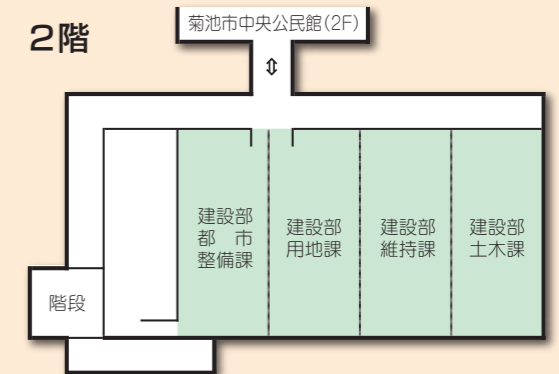 2階
菊池市中央公民館(2F)
⇕
建設部
都　市
整備課
建設部
用地課
建設部
維持課
建設部
土木課
階段